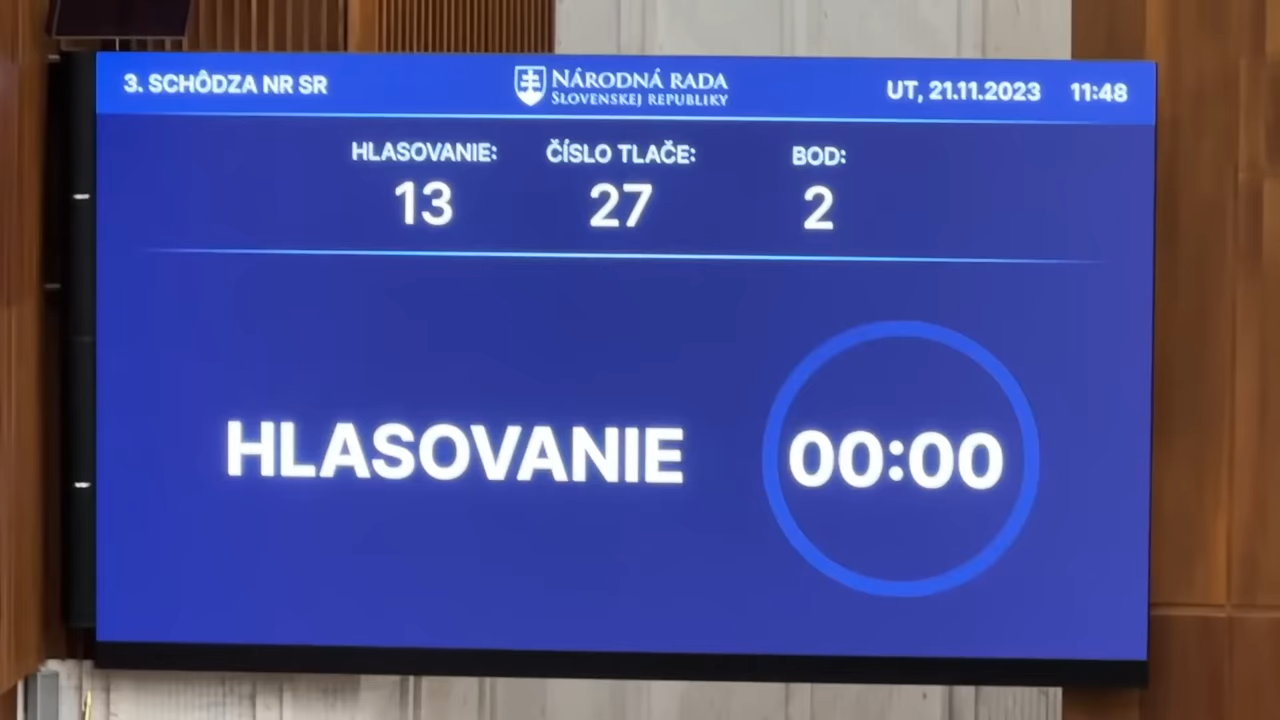 3. SCHÔDZA NR SR
NÁRODNÁ RADA
SLOVENSKEJ REPUBLIKY
UT, 21.11.2023 11:48
HLASOVANIE: ČÍSLO TLAČE: BOD:
13 27 2
HLASOVANIE 00:00